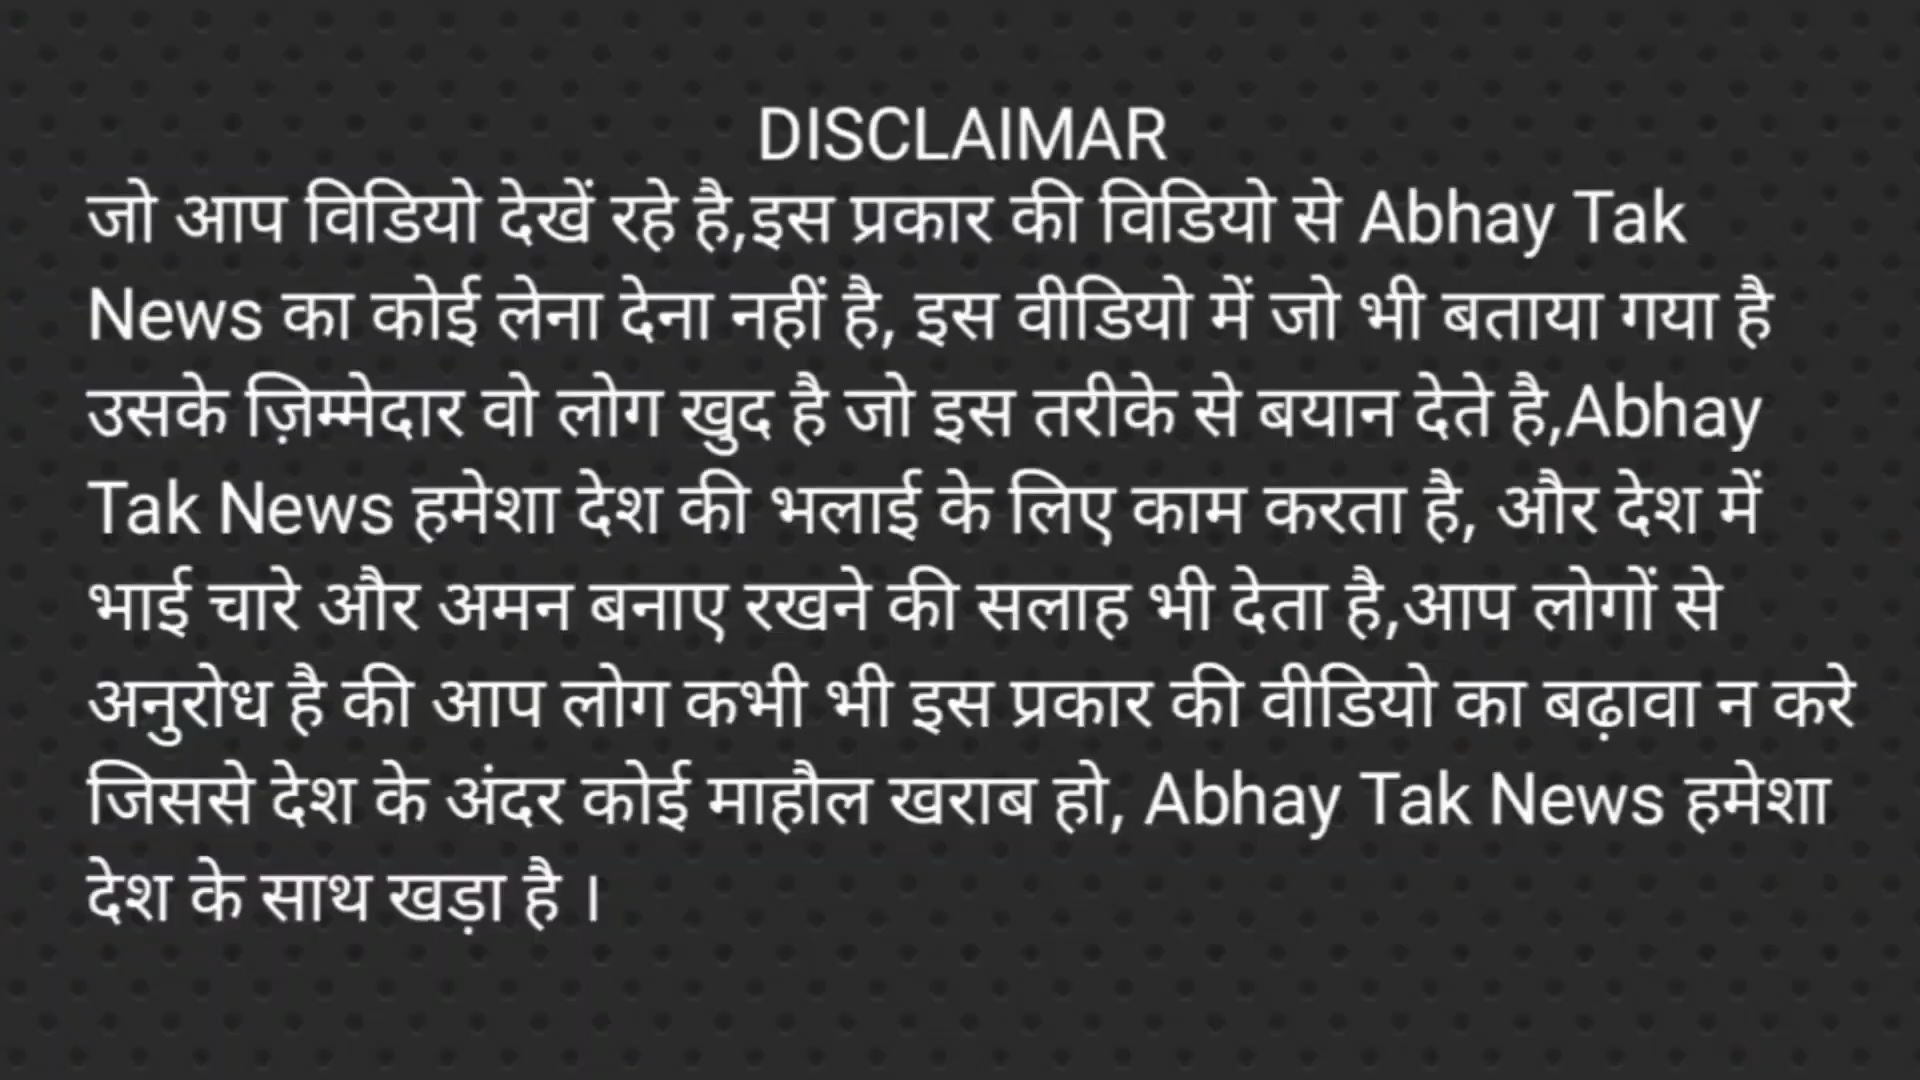 DISCLAIMAR
जो आप विडियो देखें रहे है,इस प्रकार की विडियो से Abhay Tak
News का कोई लेना देना नहीं है, इस वीडियो में जो भी बताया गया है
उसके ज़िम्मेदार वो लोग खुद है जो इस तरीके से बयान देते है,Abhay
Tak News हमेशा देश की भलाई के लिए काम करता है, और देश में
भाई चारे और अमन बनाए रखने की सलाह भी देता है,आप लोगों से
अनुरोध है की आप लोग कभी भी इस प्रकार की वीडियो का बढ़ावा न करे
जिससे देश के अंदर कोई माहौल खराब हो, Abhay Tak News हमेशा
देश के साथ खड़ा है ।